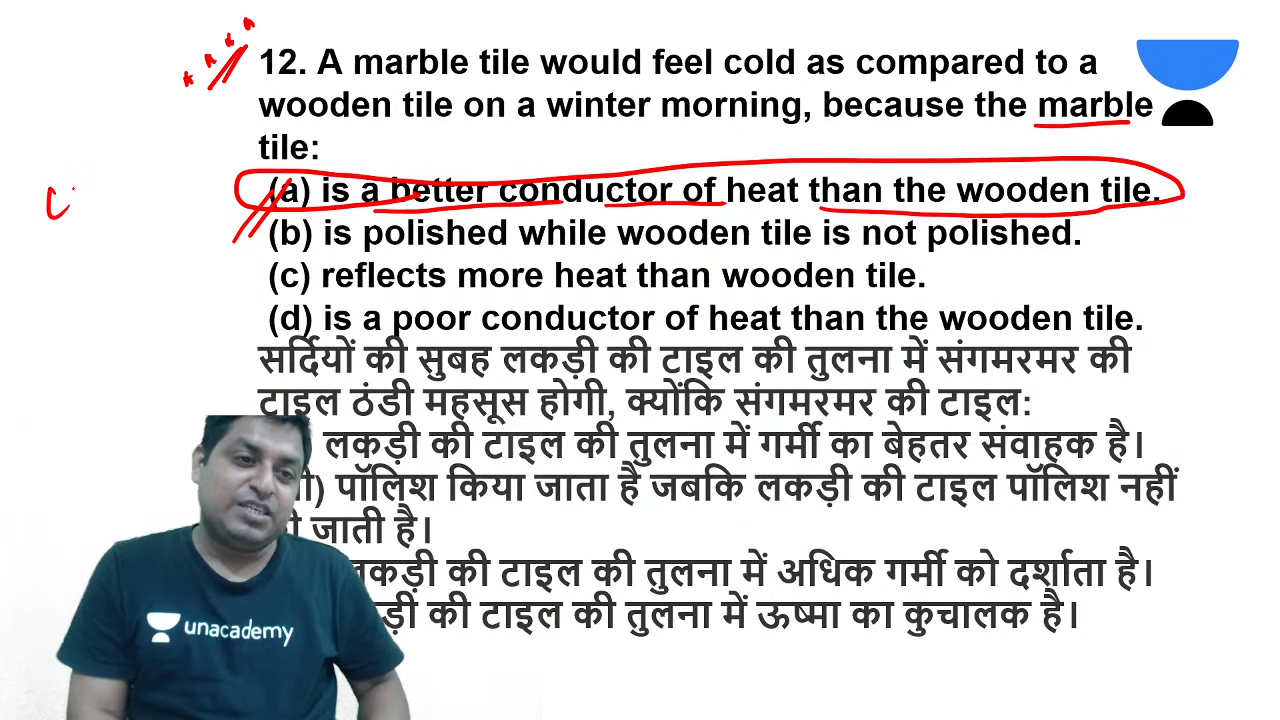 12. A marble tile would feel cold as compared to a
wooden tile on a winter morning, because the marble
tile:
(a) is a better conductor of heat than the wooden tile.
(b) is polished while wooden tile is not polished.
(c) reflects more heat than wooden tile.
(d) is a poor conductor of heat than the wooden tile.
सर्दियों की सुबह लकड़ी की टाइल की तुलना में संगमरमर की
टाइल ठंडी महसूस होगी, क्योंकि संगमरमर की टाइल:
लकड़ी की टाइल की तुलना में गर्मी का बेहतर संवाहक है।
पॉलिश किया जाता है जबकि लकड़ी की टाइल पॉलिश नहीं
जाती है।
लकड़ी की टाइल की तुलना में अधिक गर्मी को दर्शाता है।
की टाइल की तुलना में ऊष्मा का कुचालक है।
unacademy